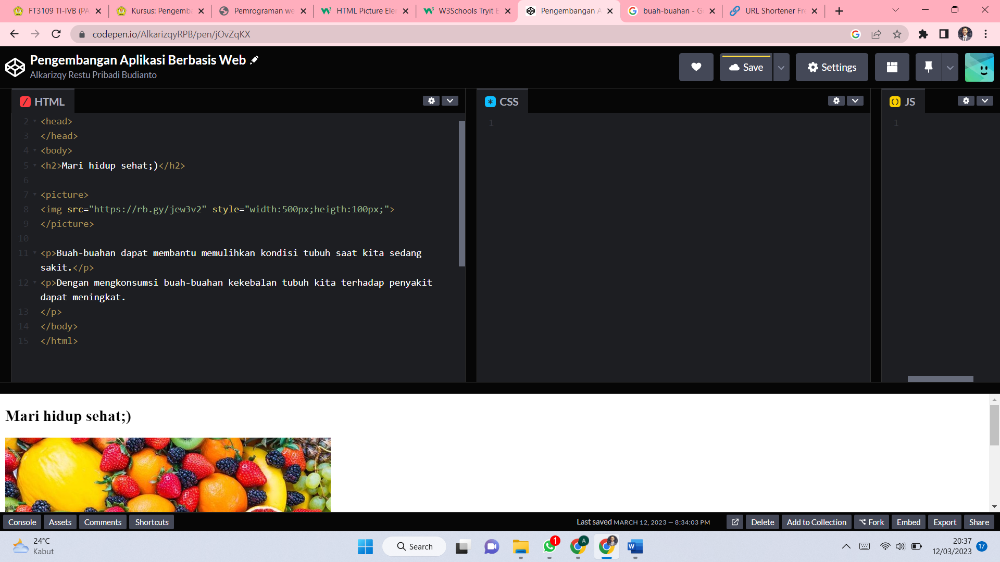 FT3109 TI-IVB (PA
Kursus: Pengemba
Pemrograman we
HTML Picture Eler
W3Schools Tryit E
Pengembangan A
buah-buahan - G
URL Shortener Fre
codepen.io/AlkarizqyRPB/pen/jOvZqKX
Pengembangan Aplikasi Berbasis Web
Alkarizqy Restu Pribadi Budianto
Save
Settings
HTML
CSS
JS
2 <head>
3 </head>
4 <body>
5 <h2>Mari hidup sehat;)</h2>
6
7 <picture>
8 <img src="https://rb.gy/jew3v2" style="width:500px;heigth:100px;">
9 </picture>
10
11 <p>Buah-buahan dapat membantu memulihkan kondisi tubuh saat kita sedang
sakit.</p>
12 <p>Dengan mengkonsumsi buah-buahan kekebalan tubuh kita terhadap penyakit
dapat meningkat.
13 </p>
14 </body>
15 </html>
1
1
Mari hidup sehat;)
Console
Assets
Comments
Shortcuts
Last saved MARCH 12, 2023 — 8:34:03 PM
Delete
Add to Collection
Fork
Embed
Export
Share
24°C
Kabut
Search
1
A
W
20:37
12/03/2023
17